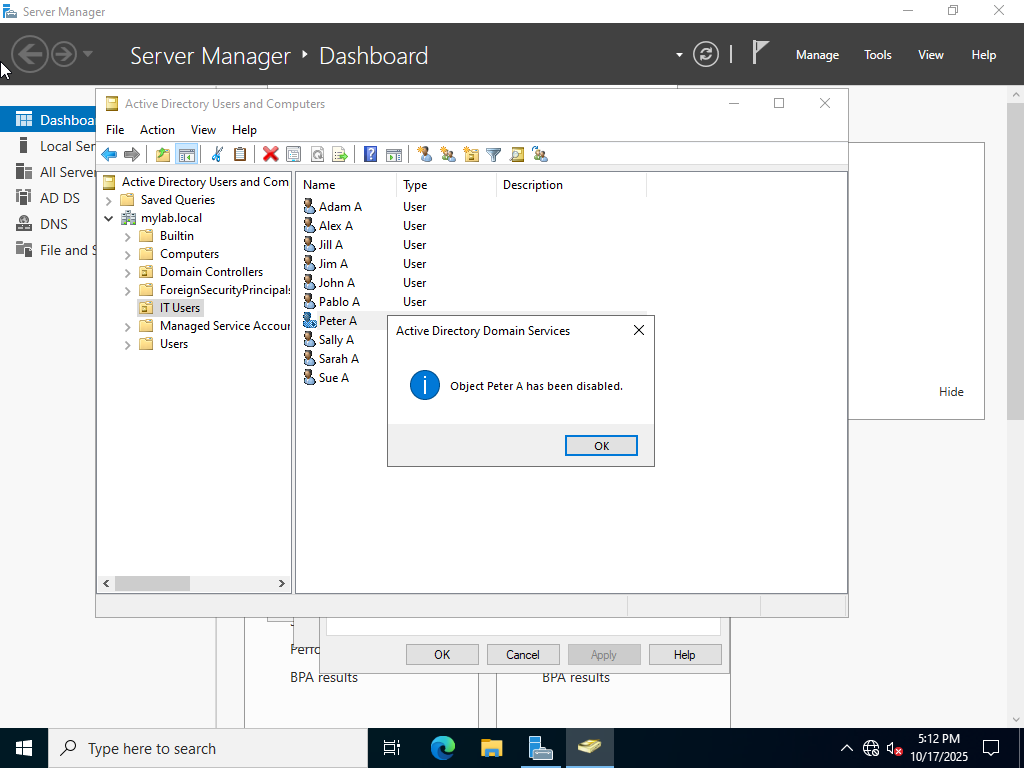 Server Manager
Server Manager Dashboard
Manage Tools View Help
Active Directory Users and Computers
Dashboa
Local Ser
All Server
AD DS
DNS
File and S
File Action View Help
Active Directory Users and Com
Saved Queries
mylab.local
Builtin
Computers
Domain Controllers
ForeignSecurityPrincipals
IT Users
Managed Service Accour
Users
Name Type Description
Adam A User
Alex A User
Jill A User
Jim A User
John A User
Pablo A User
Peter A
Sally A
Sarah A
Sue A
Active Directory Domain Services
Object Peter A has been disabled.
OK
Hide
OK Cancel Apply Help
Perfo
BPA results BPA results
Type here to search
5:12 PM
10/17/2025